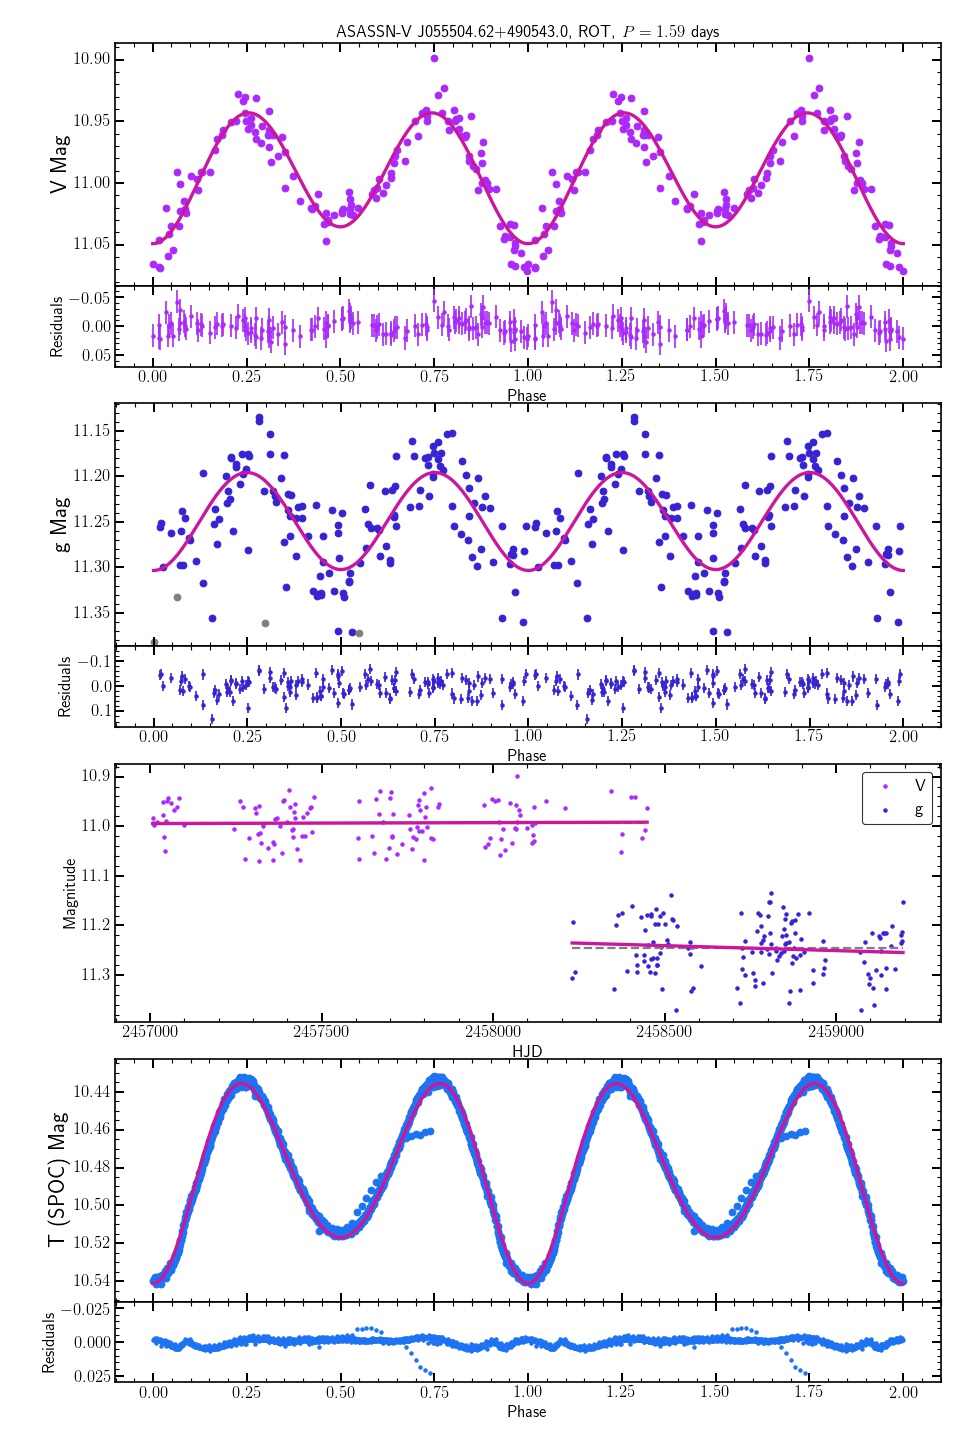 ASASSN-V J055504.62+490543.0, ROT, P = 1.59 days
10.90
10.95
11.00
11.05
V Mag
−0.05
0.00
0.05
Residuals
0.00 0.25 0.50 0.75 1.00 1.25 1.50 1.75 2.00
Phase
11.15
11.20
11.25
11.30
11.35
g Mag
−0.1
0.0
0.1
Residuals
0.00 0.25 0.50 0.75 1.00 1.25 1.50 1.75 2.00
Phase
10.9
11.0
11.1
11.2
11.3
Magnitude
V
g
2457000 2457500 2458000 2458500 2459000
HJD
10.44
10.46
10.48
10.50
10.52
10.54
T (SPOC) Mag
−0.025
0.000
0.025
Residuals
0.00 0.25 0.50 0.75 1.00 1.25 1.50 1.75 2.00
Phase